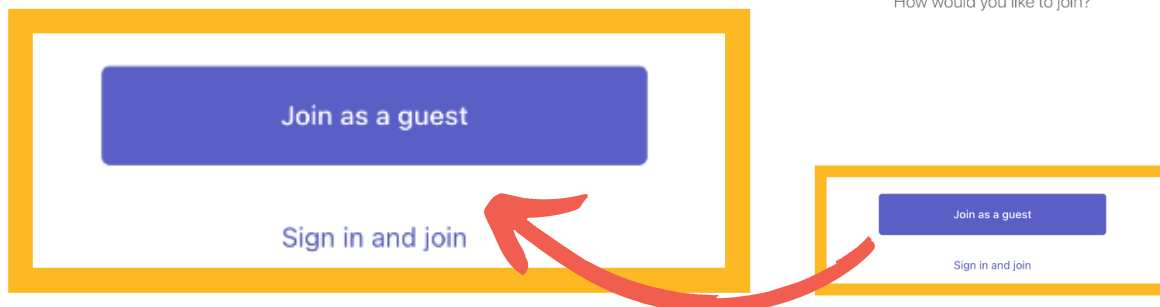 How would you like to join?
Join as a guest
Sign in and join
Join as a guest
Sign in and join